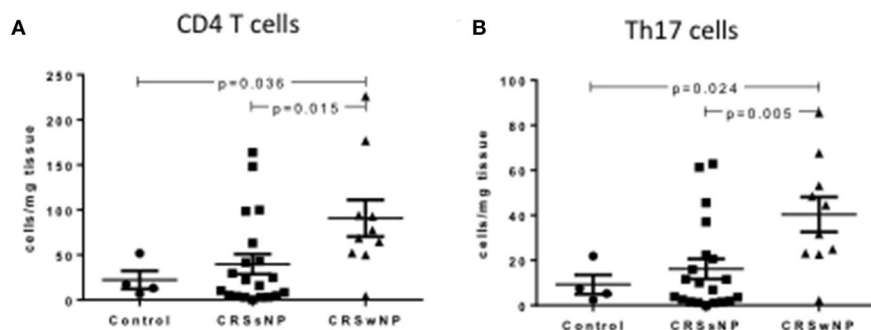 A
CD4 T cells
250
200
150
100
50
0
cells/mg tissue
p=0.036
p=0.015
Control
CRSsNP
CRSwNP
B
Th17 cells
100
80
60
40
20
0
cells/mg tissue
p=0.024
p=0.005
Control
CRSsNP
CRSwNP